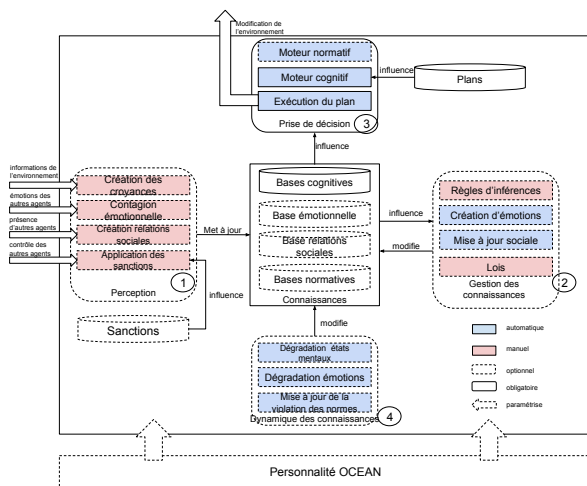 Modification de
l'environnement
Moteur normatif
Moteur cognitif
Exécution du plan
Prise de décision
3
influence
Plans
influence
informations de
l'environnement
émotions des
autres agents
présence
d'autres agents
contrôle des
autres agents
Création des
croyances
Contagion
émotionnelle
Création relations
sociales
Application des
sanctions
1
Perception
Met à jour
influence
Sanctions
Bases cognitives
Base émotionnelle
Base relations
sociales
Bases normatives
Connaissances
influence
modifie
Règles d'inférences
Création d'émotions
Mise à jour sociale
Lois
Gestion des
connaissances
2
modifie
Dégradation états
mentaux
Dégradation émotions
Mise à jour de la
violation des normes
Dynamique des connaissances
4
automatique
manuel
optionnel
obligatoire
paramétrise
Personnalité OCEAN